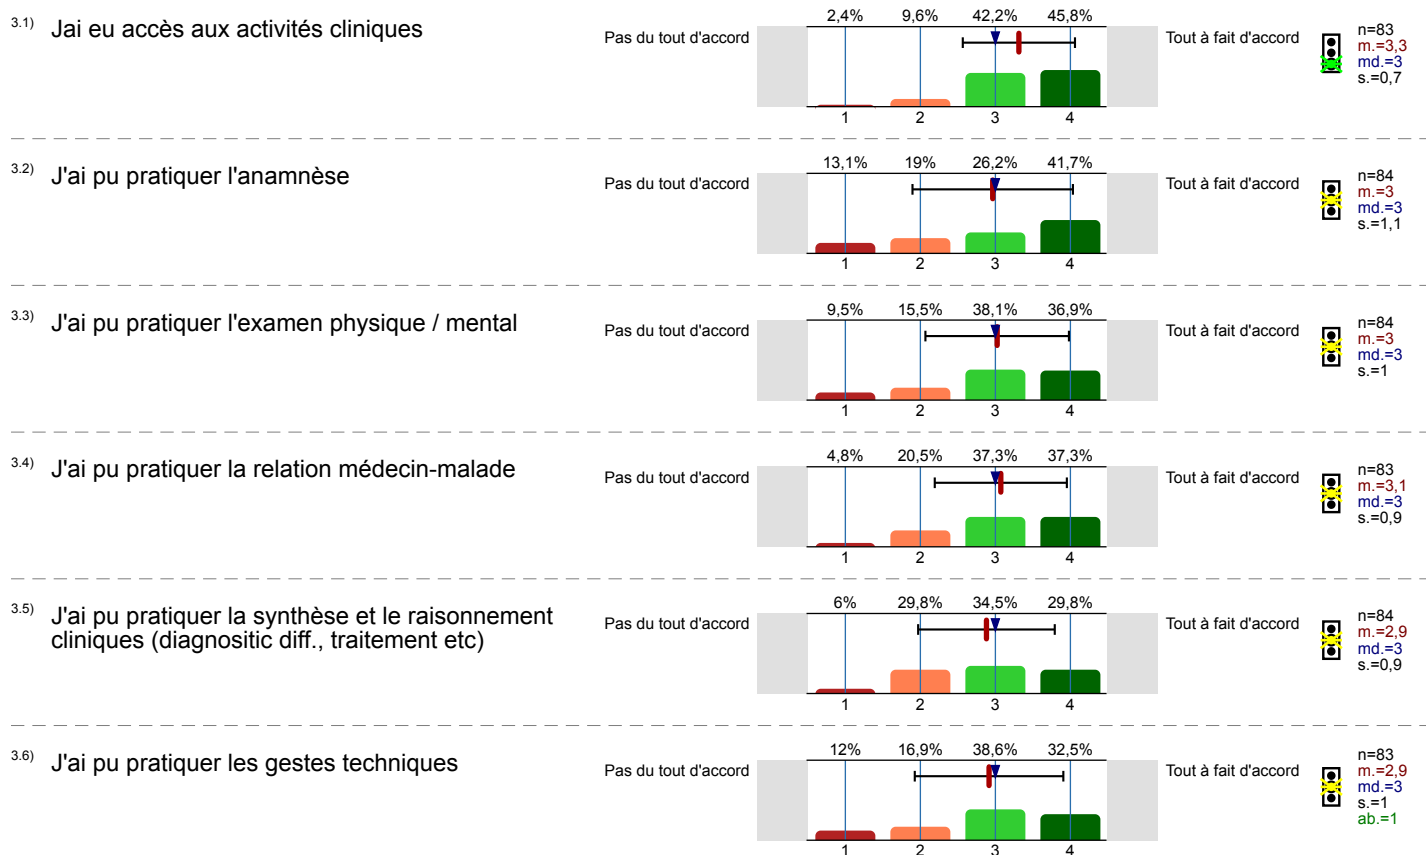 3.1) Jai eu accès aux activités cliniques
Pas du tout d'accord
2,4% 9,6% 42,2% 45,8%
1 2 3 4
Tout à fait d'accord
n=83
m.=3,3
md.=3
s.=0,7
3.2) J'ai pu pratiquer l'anamnèse
Pas du tout d'accord
13,1% 19% 26,2% 41,7%
1 2 3 4
Tout à fait d'accord
n=84
m.=3
md.=3
s.=1,1
3.3) J'ai pu pratiquer l'examen physique / mental
Pas du tout d'accord
9,5% 15,5% 38,1% 36,9%
1 2 3 4
Tout à fait d'accord
n=84
m.=3
md.=3
s.=1
3.4) J'ai pu pratiquer la relation médecin-malade
Pas du tout d'accord
4,8% 20,5% 37,3% 37,3%
1 2 3 4
Tout à fait d'accord
n=83
m.=3,1
md.=3
s.=0,9
3.5) J'ai pu pratiquer la synthèse et le raisonnement
cliniques (diagnositic diff., traitement etc)
Pas du tout d'accord
6% 29,8% 34,5% 29,8%
1 2 3 4
Tout à fait d'accord
n=84
m.=2,9
md.=3
s.=0,9
3.6) J'ai pu pratiquer les gestes techniques
Pas du tout d'accord
12% 16,9% 38,6% 32,5%
1 2 3 4
Tout à fait d'accord
n=83
m.=2,9
md.=3
s.=1
ab.=1